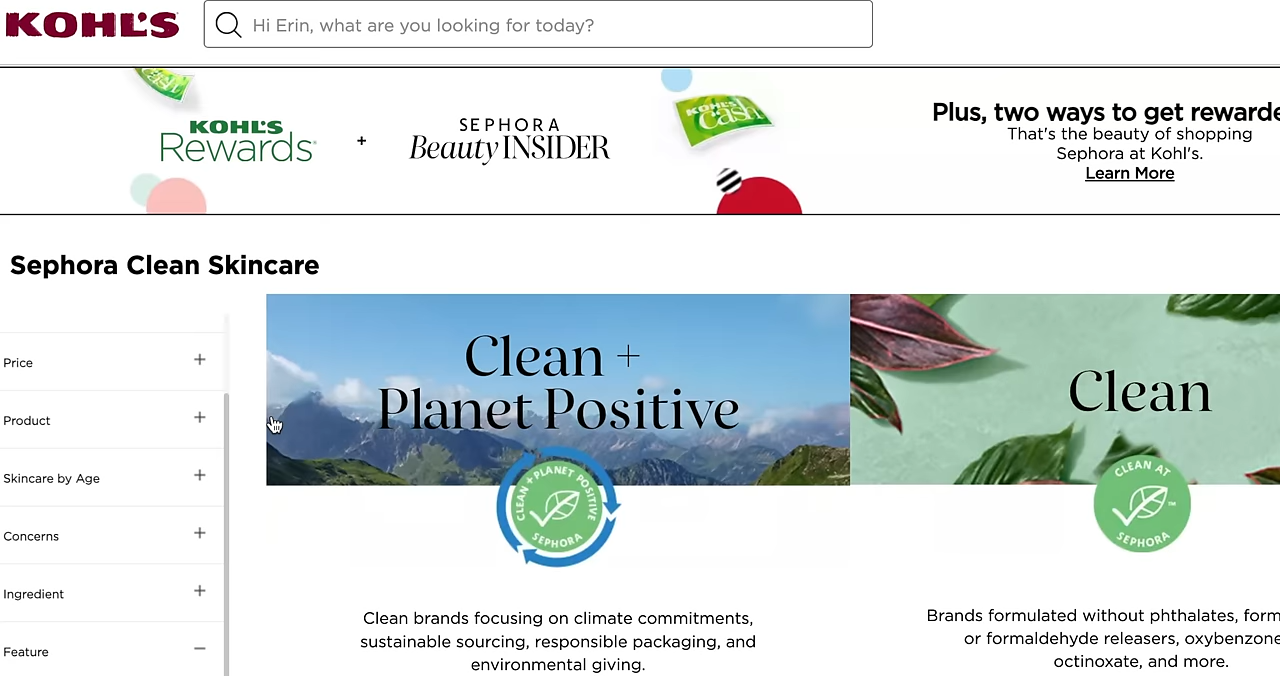 KOHL'S
Hi Erin, what are you looking for today?
cash
KOHL'S
Rewards®
+
SEPHORA
Beauty INSIDER
KOHL'S
cash
Plus, two ways to get rewarde
That's the beauty of shopping
Sephora at Kohl's.
Learn More
Sephora Clean Skincare
Price
Product
Skincare by Age
Concerns
Ingredient
Feature
Clean +
Planet Positive
CLEAN + PLANET POSITIVE
SEPHORA
Clean brands focusing on climate commitments,
sustainable sourcing, responsible packaging, and
environmental giving.
Clean
CLEAN AT
SEPHORA
™
Brands formulated without phthalates, form
or formaldehyde releasers, oxybenzone
octinoxate, and more.